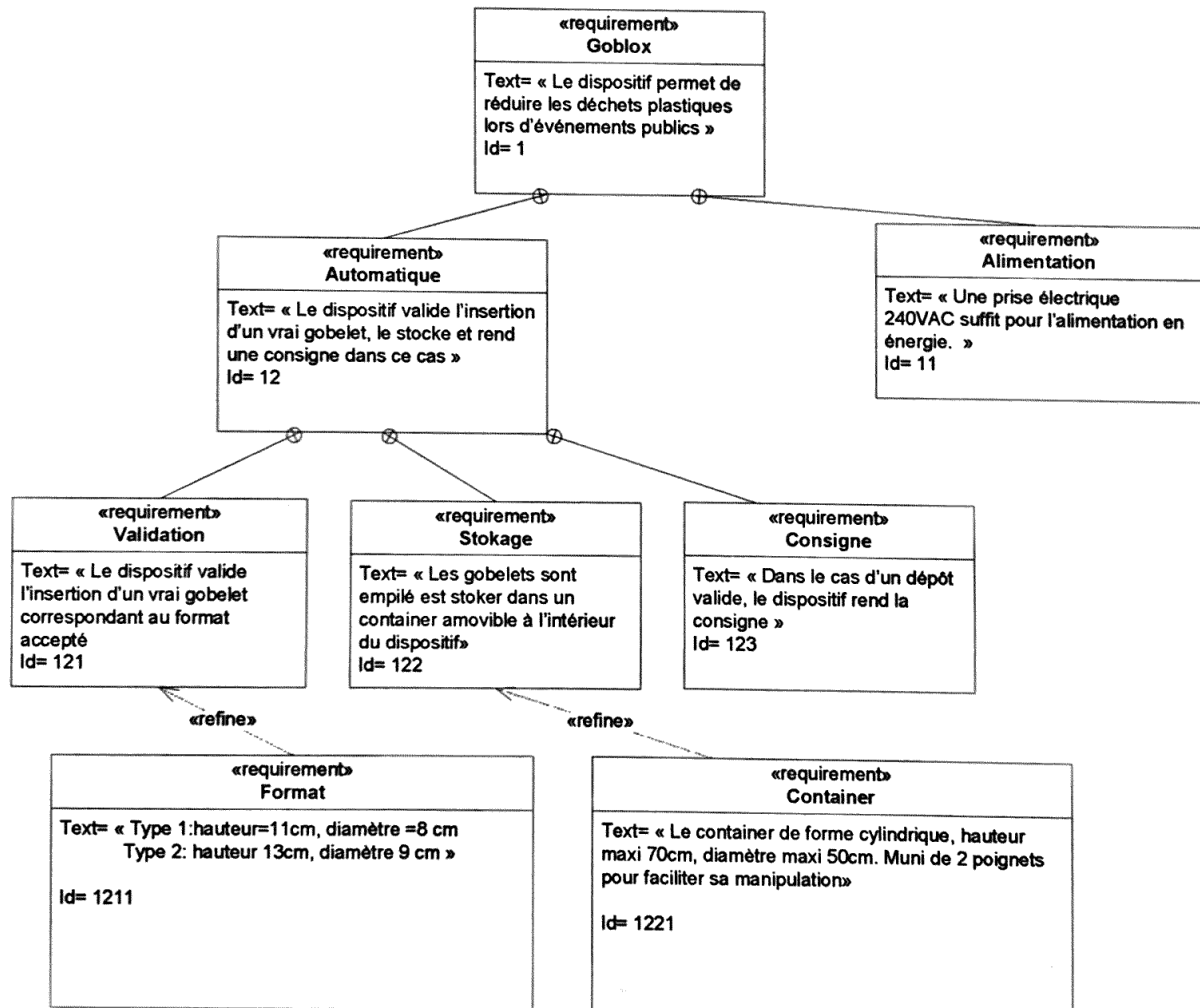 «requirement»
Goblox
Text= « Le dispositif permet de
réduire les déchets plastiques
lors d'événements publics »
Id= 1
«requirement»
Automatique
Text= « Le dispositif valide l'insertion
d'un vrai gobelet, le stocke et rend
une consigne dans ce cas »
Id= 12
«requirement»
Alimentation
Text= « Une prise électrique
240VAC suffit pour l'alimentation en
énergie. »
Id= 11
«requirement»
Validation
Text= « Le dispositif valide
l'insertion d'un vrai gobelet
correspondant au format
accepté
Id= 121
«requirement»
Stokage
Text= « Les gobelets sont
empilé est stoker dans un
container amovible à l'intérieur
du dispositif»
Id= 122
«requirement»
Consigne
Text= « Dans le cas d'un dépôt
valide, le dispositif rend la
consigne »
Id= 123
«refine»
«refine»
«requirement»
Format
Text= « Type 1:hauteur=11cm, diamètre =8 cm
Type 2: hauteur 13cm, diamètre 9 cm »
Id= 1211
«requirement»
Container
Text= « Le container de forme cylindrique, hauteur
maxi 70cm, diamètre maxi 50cm. Muni de 2 poignets
pour faciliter sa manipulation»
Id= 1221